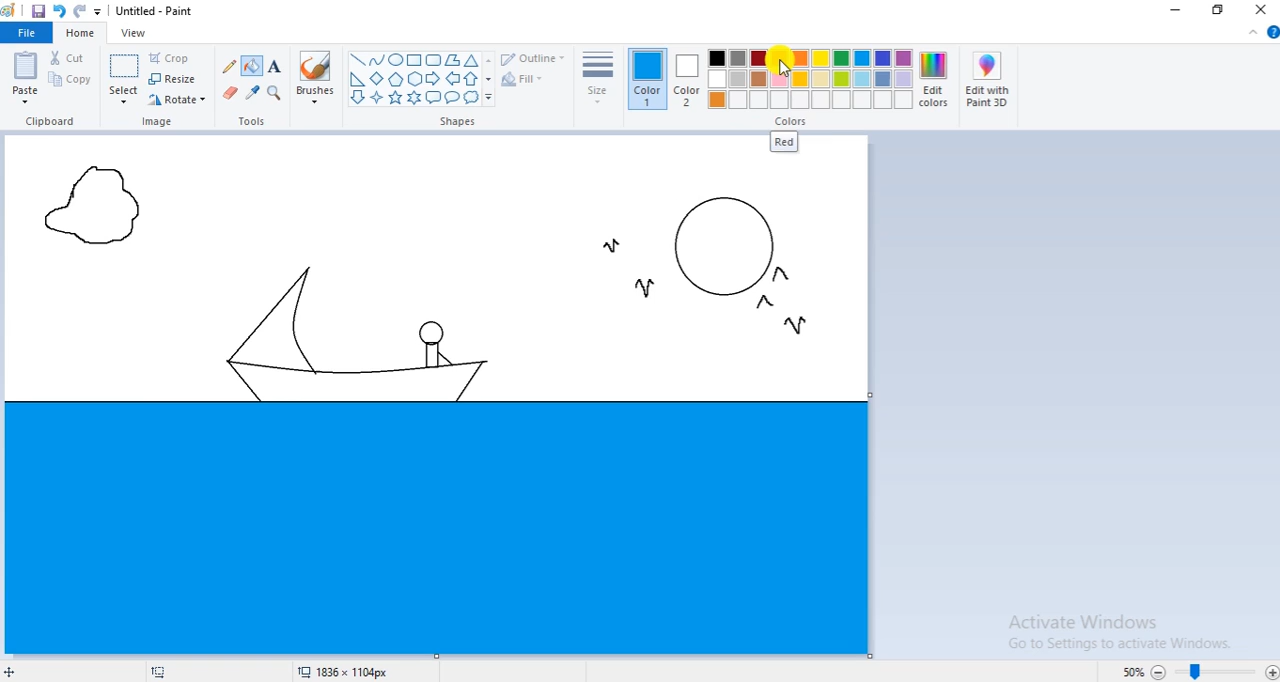 Untitled - Paint
File Home View
Paste
Cut
Copy
Clipboard
Select
Crop
Resize
Rotate
Image
Tools
Brushes
Shapes
Outline
Fill
Size
Color 1
Color 2
Colors
Edit colors
Edit with Paint 3D
Red
Activate Windows
Go to Settings to activate Windows.
1836 × 1104px
50%